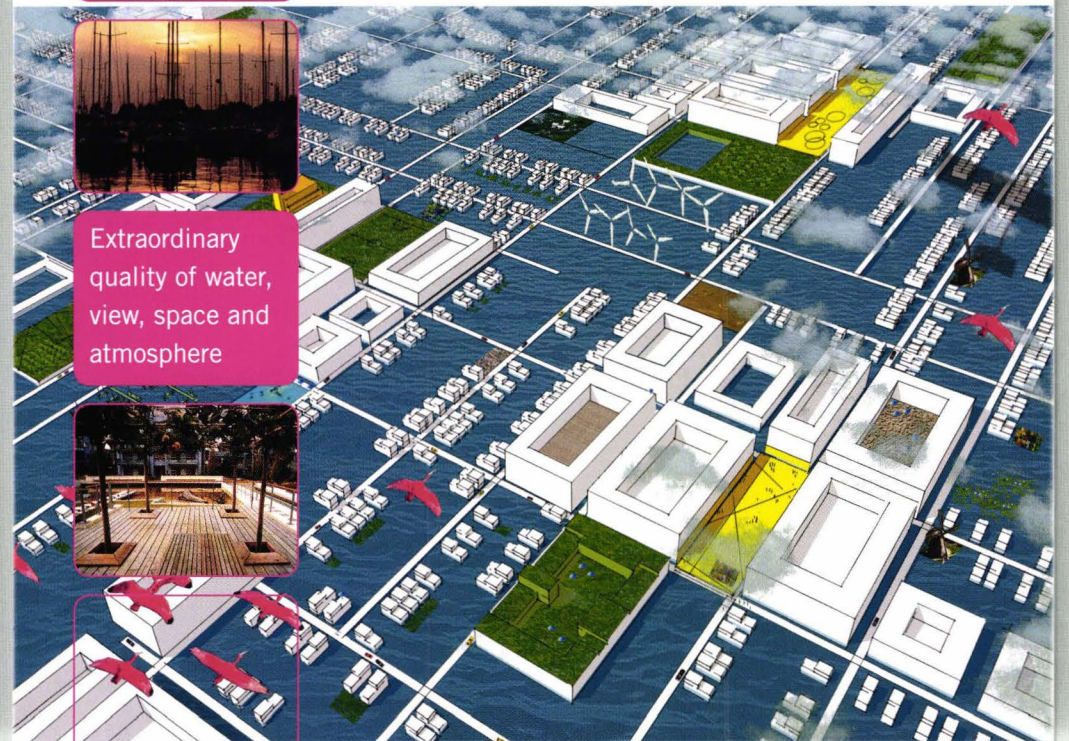 Extraordinary
quality of water,
view, space and
atmosphere